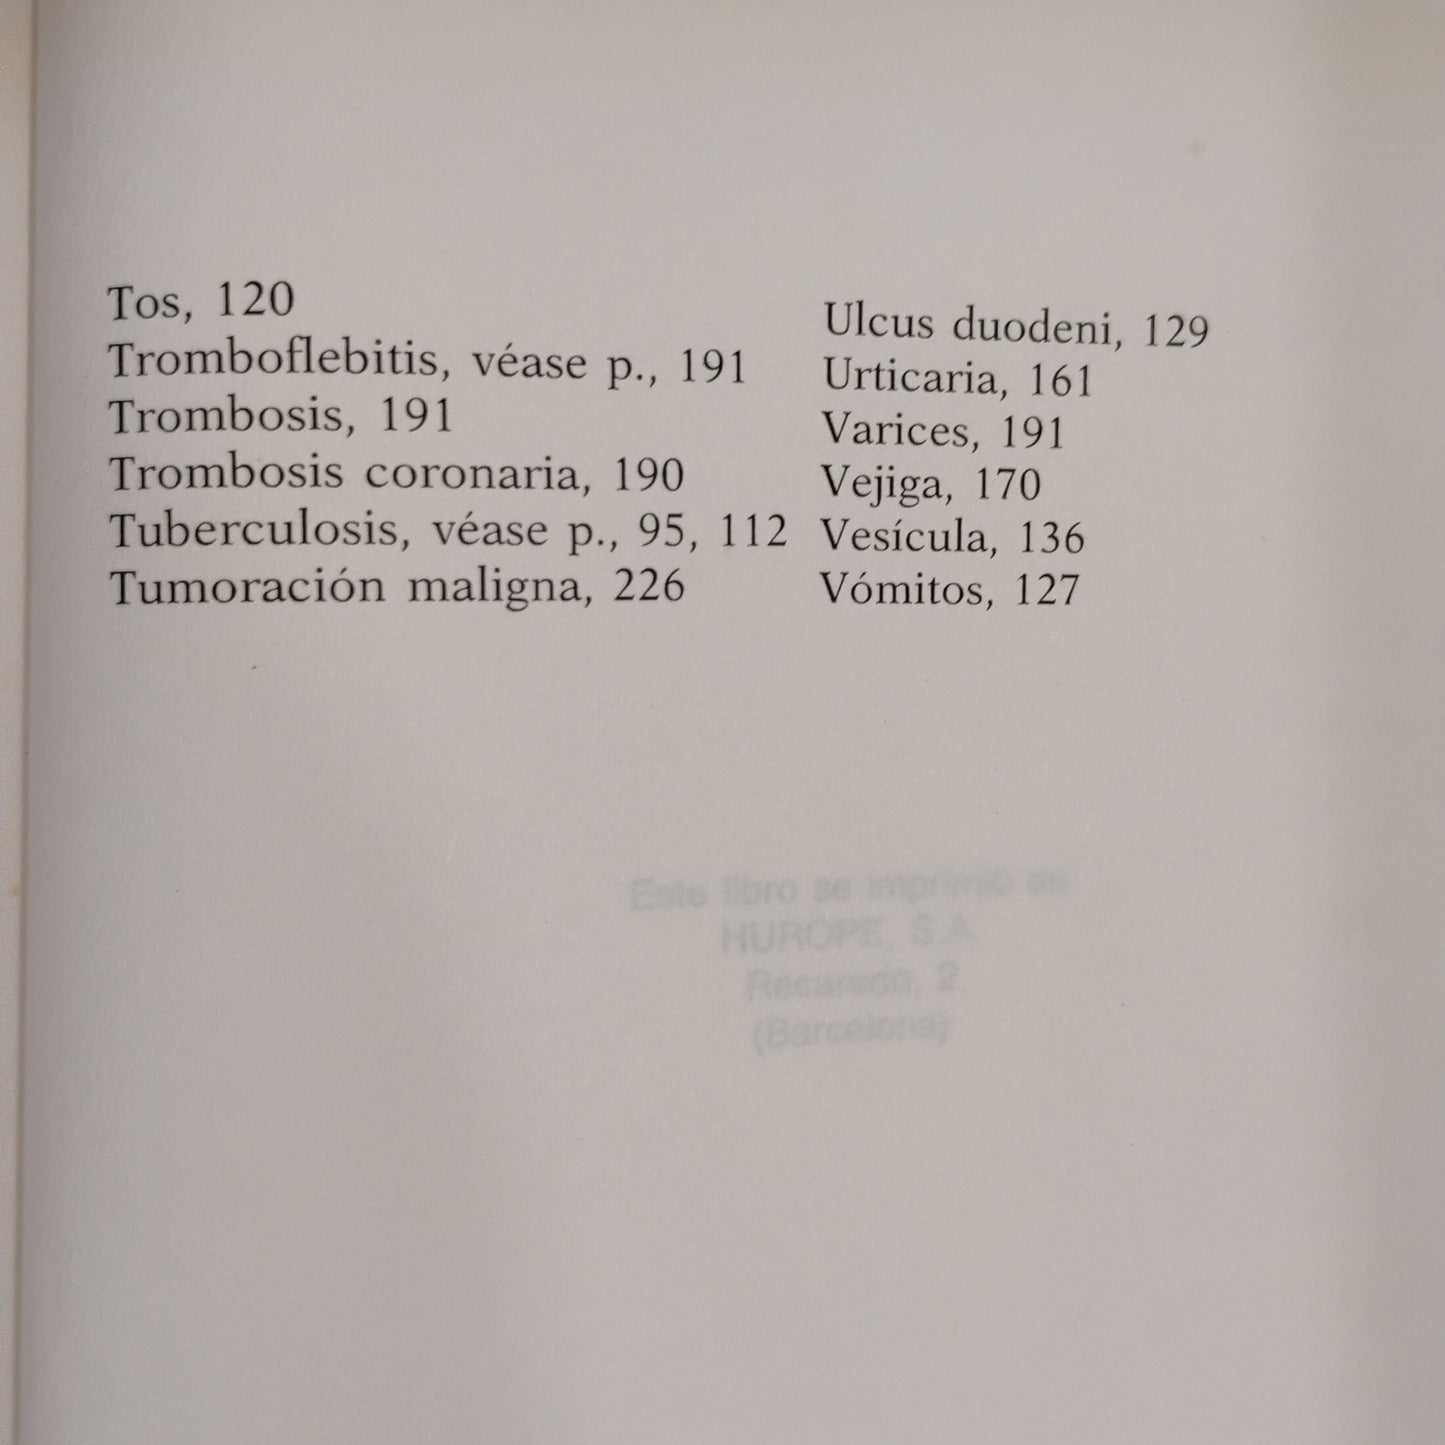 Tos, 120
Tromboflebitis, véase p., 191
Trombosis, 191
Trombosis coronaria, 190
Tuberculosis, véase p., 95, 112
Tumoración maligna, 226
Ulcus duodeni, 129
Urticaria, 161
Varices, 191
Vejiga, 170
Vesícula, 136
Vómitos, 127
Este libro se imprimió en
HUROPE, S.A.
Recaredo, 2
(Barcelona)